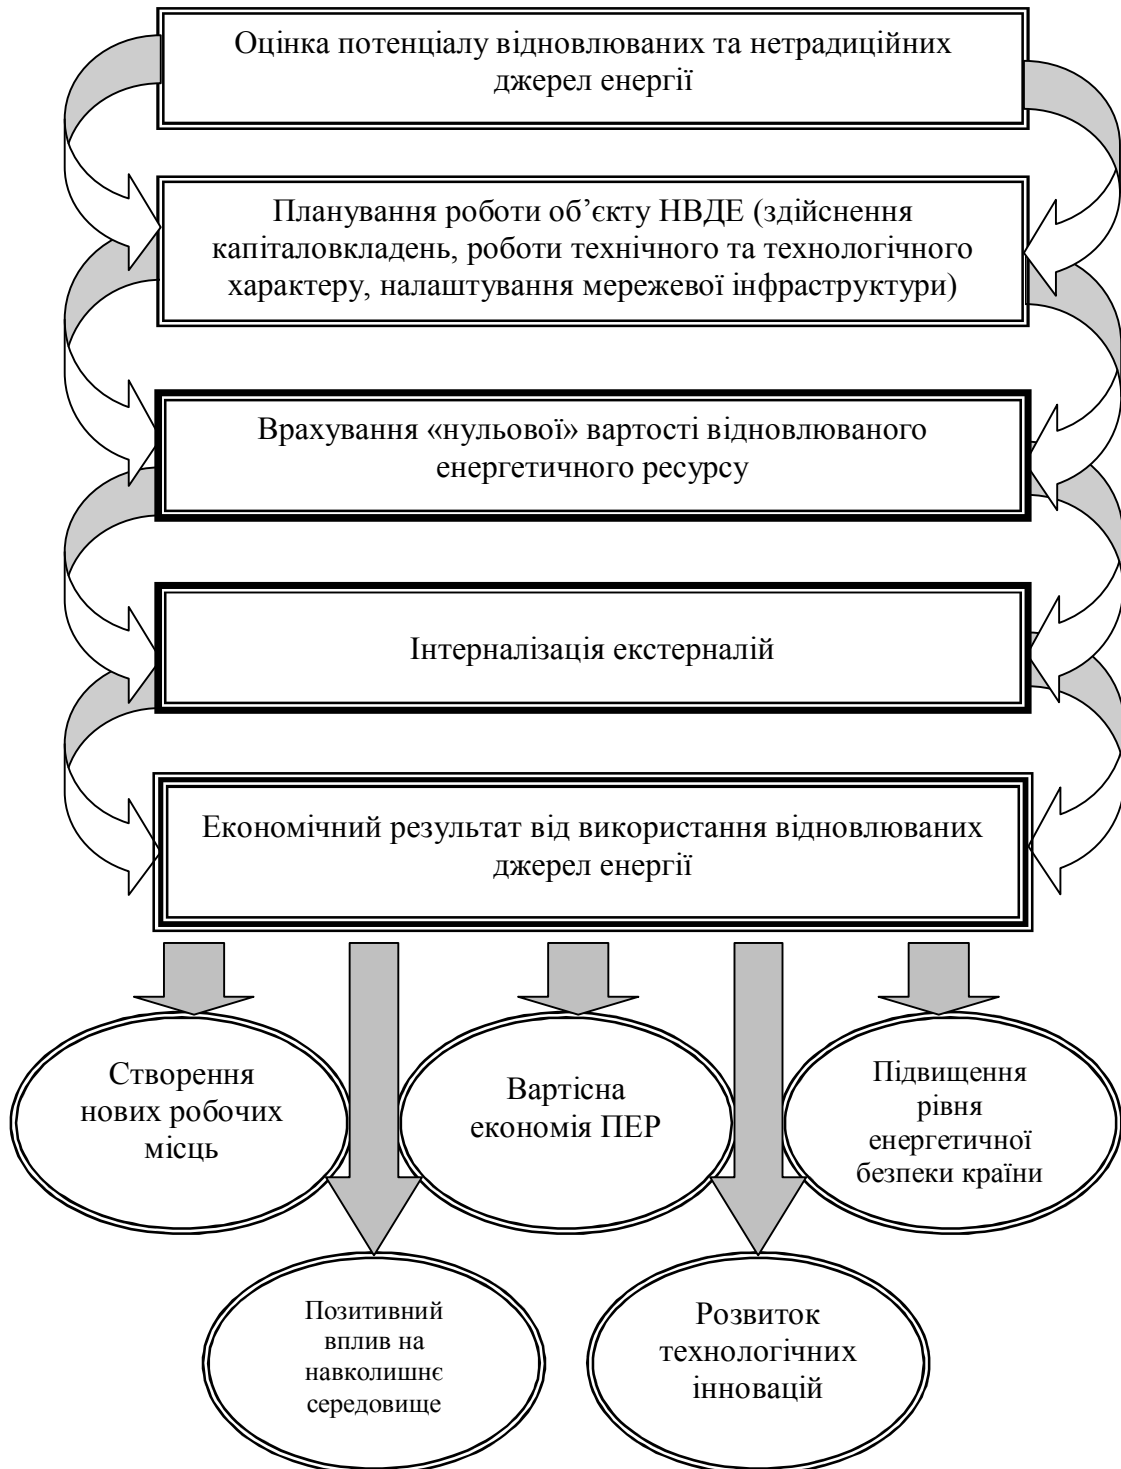 Оцінка потенціалу відновлюваних та нетрадиційних
джерел енергії
Планування роботи об’єкту НВДЕ (здійснення
капіталовкладень, роботи технічного та технологічного
характеру, налаштування мережевої інфраструктури)
Врахування «нульової» вартості відновлюваного
енергетичного ресурсу
Інтерналізація екстерналій
Економічний результат від використання відновлюваних
джерел енергії
Створення
нових робочих
місць
Вартісна
економія ПЕР
Підвищення
рівня
енергетичної
безпеки країни
Позитивний
вплив на
навколишнє
середовище
Розвиток
технологічних
інновацій